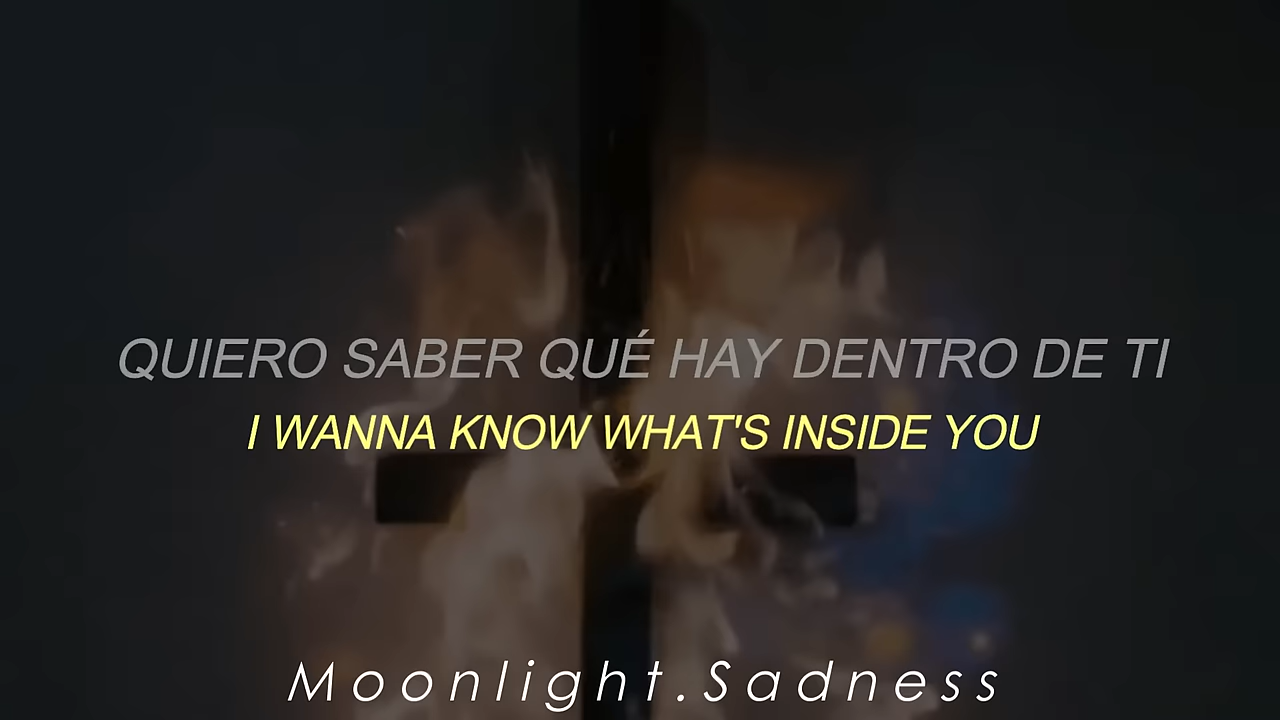 QUIERO SABER QUÉ HAY DENTRO DE TI
I WANNA KNOW WHAT'S INSIDE YOU
Moonlight.Sadness